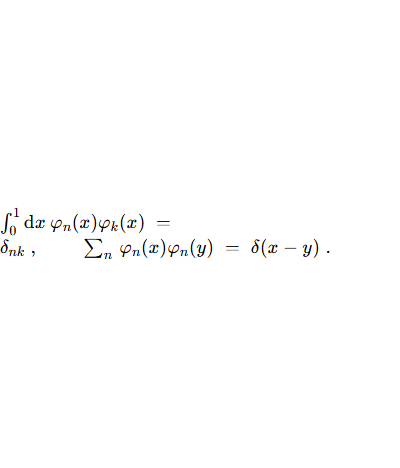 ∫₀¹ dx φₙ(x)φₖ(x) =
δₙₖ , ∑ₙ φₙ(x)φₙ(y) = δ(x − y) .